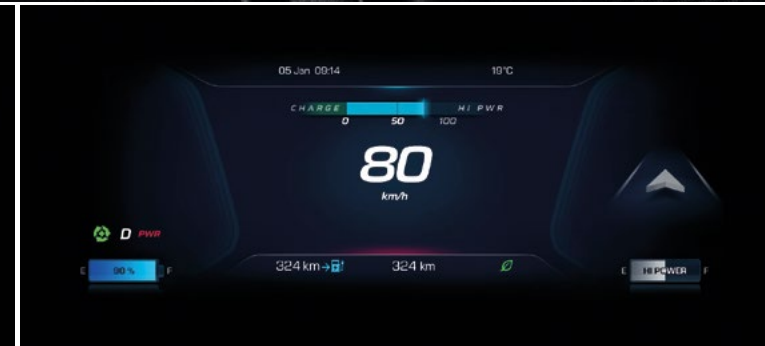 05 Jan 09:14 19°C
CHARGE HI PWR
0 50 100
80
km/h
D PWR
324 km 324 km
E 90% F
E HI POWER F